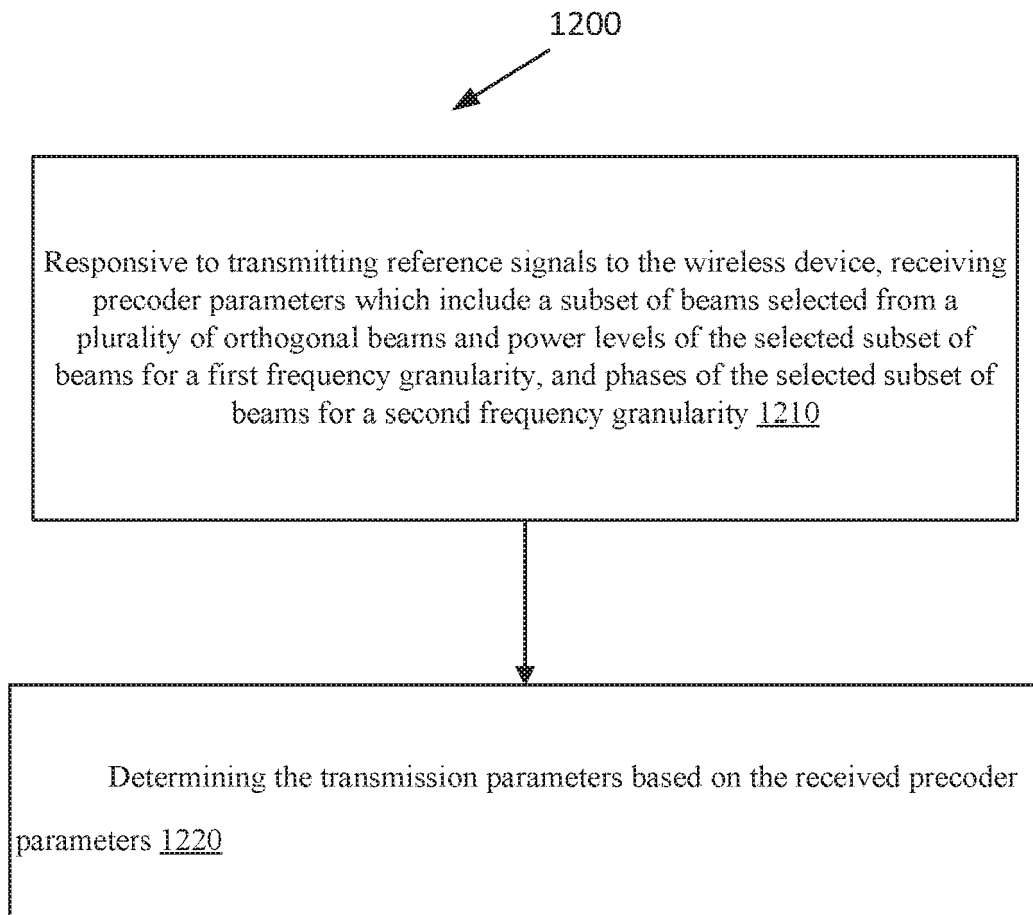 1200
Responsive to transmitting reference signals to the wireless device, receiving
precoder parameters which include a subset of beams selected from a
plurality of orthogonal beams and power levels of the selected subset of
beams for a first frequency granularity, and phases of the selected subset of
beams for a second frequency granularity 1210
Determining the transmission parameters based on the received precoder
parameters 1220